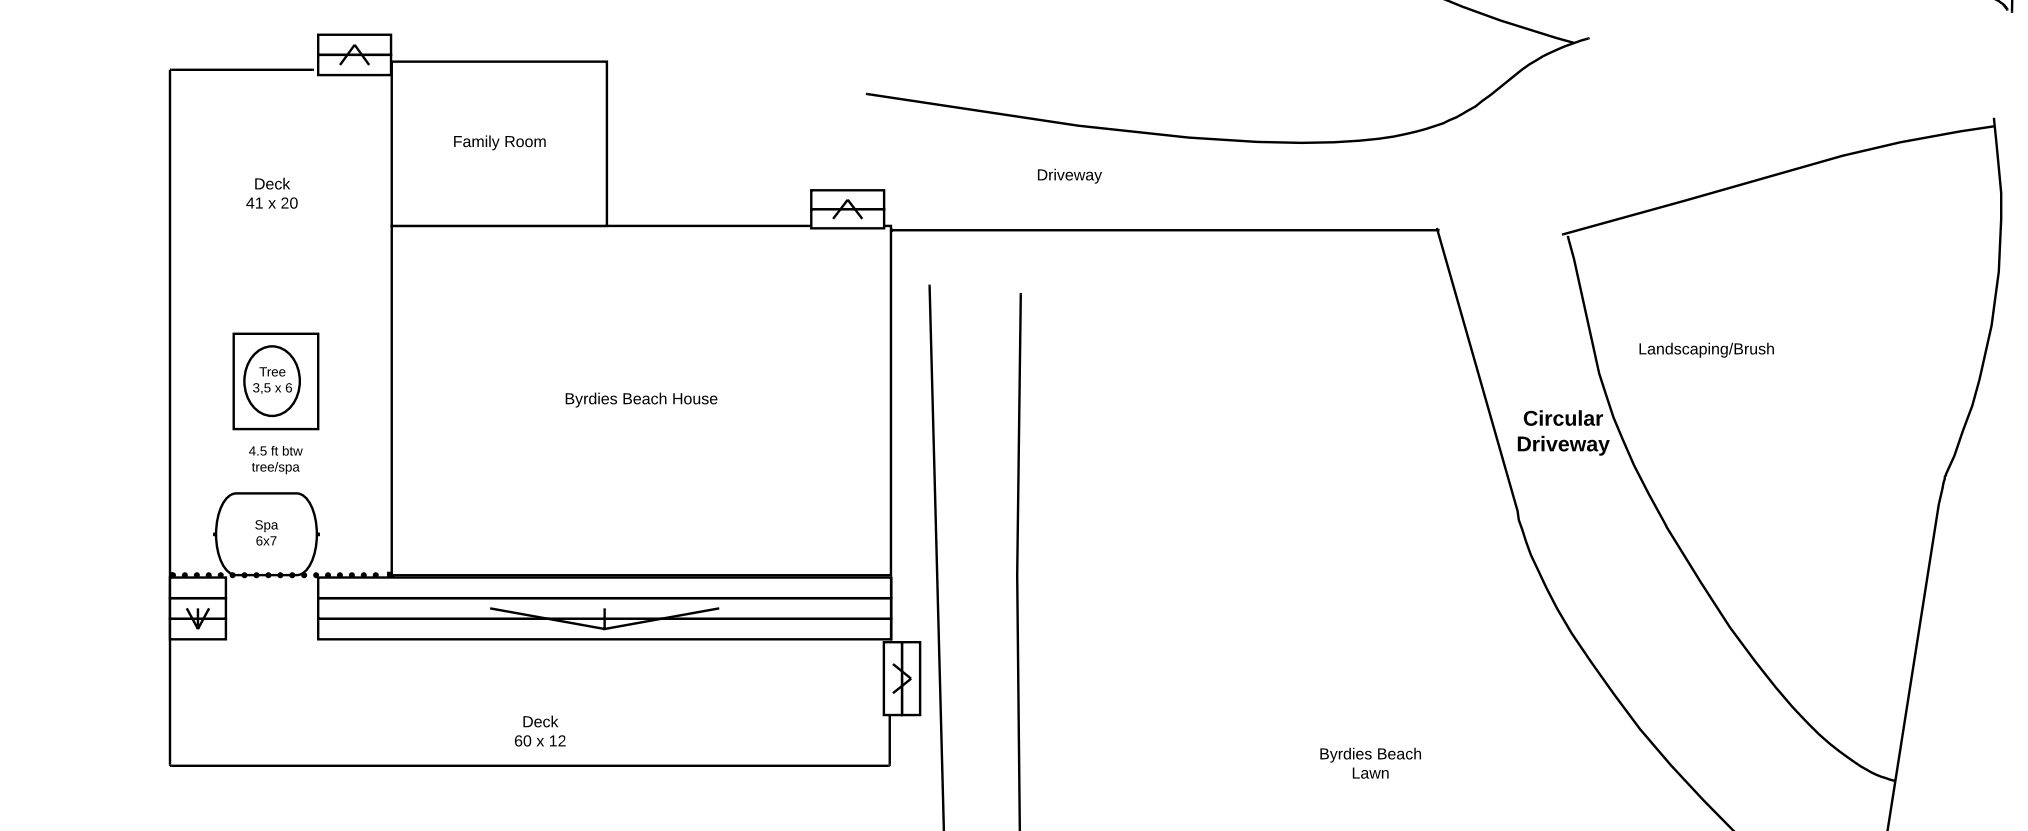 Family Room
Deck
41 x 20
Driveway
Landscaping/Brush
Tree
3,5 x 6
Byrdies Beach House
Circular
Driveway
4.5 ft btw
tree/spa
Spa
6x7
Deck
60 x 12
Byrdies Beach
Lawn